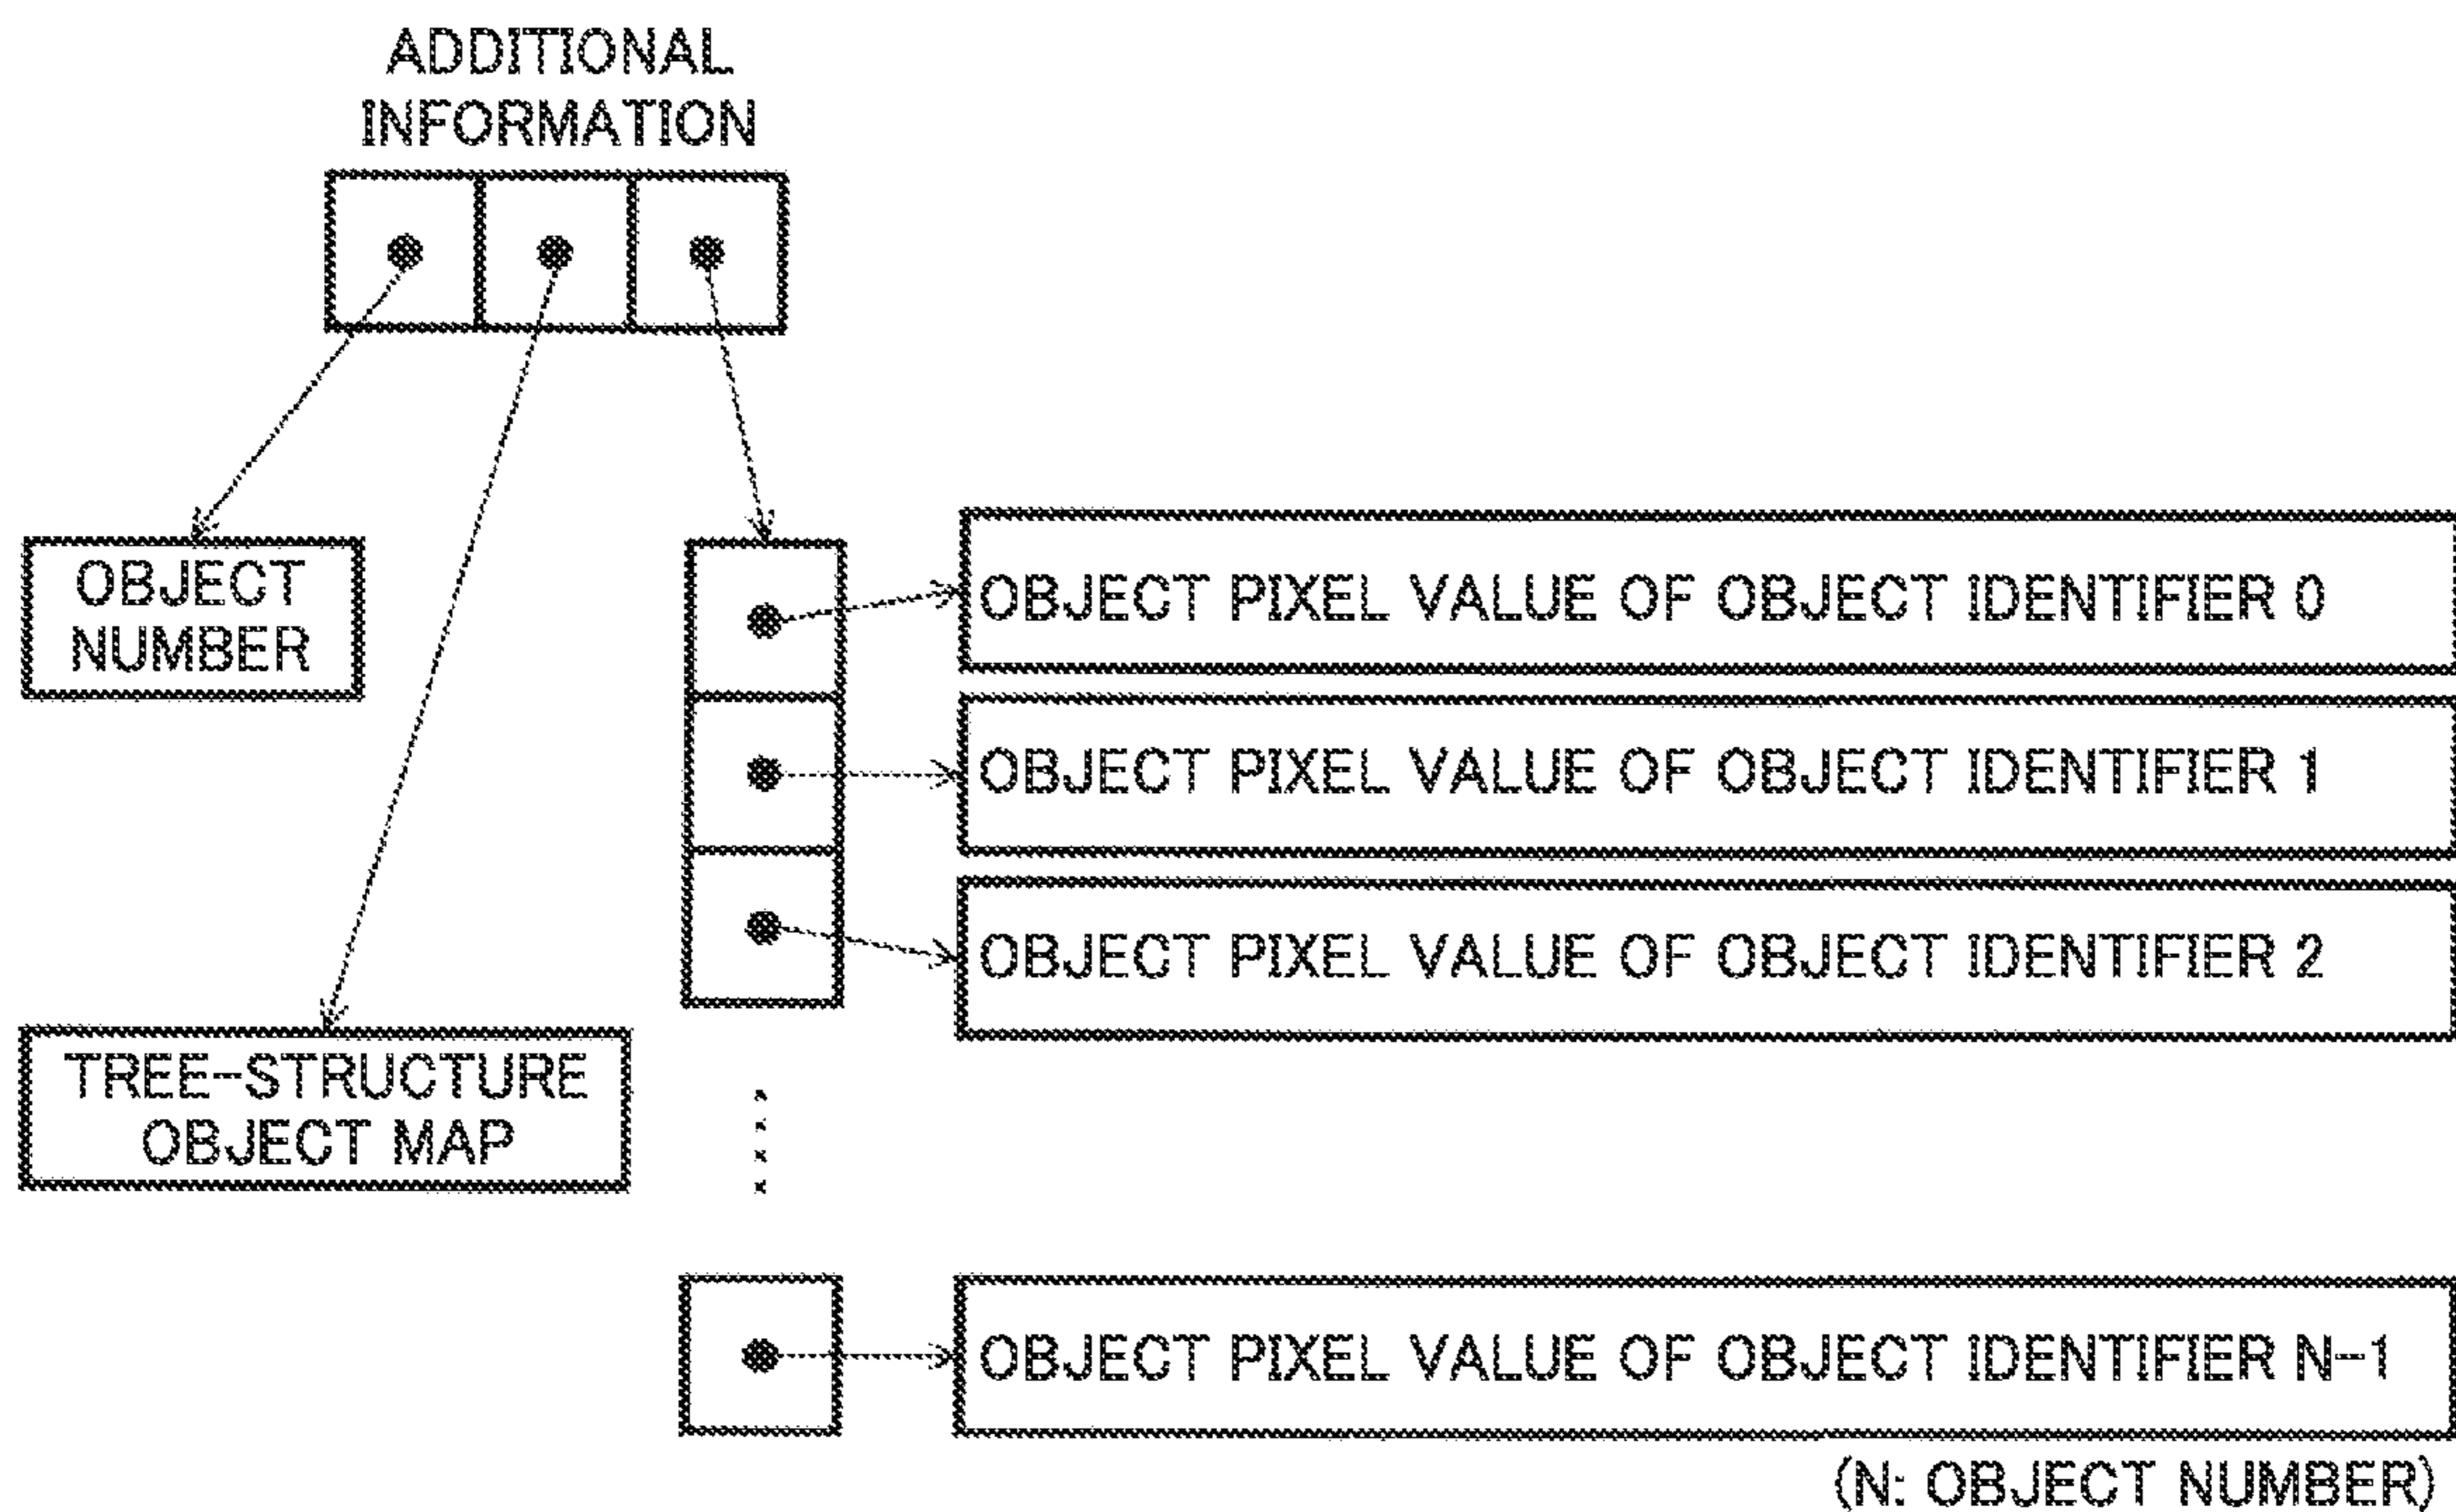 ADDITIONAL
INFORMATION
OBJECT
NUMBER
OBJECT PIXEL VALUE OF OBJECT IDENTIFIER 0
OBJECT PIXEL VALUE OF OBJECT IDENTIFIER 1
OBJECT PIXEL VALUE OF OBJECT IDENTIFIER 2
TREE-STRUCTURE
OBJECT MAP
OBJECT PIXEL VALUE OF OBJECT IDENTIFIER N-1
(N: OBJECT NUMBER)